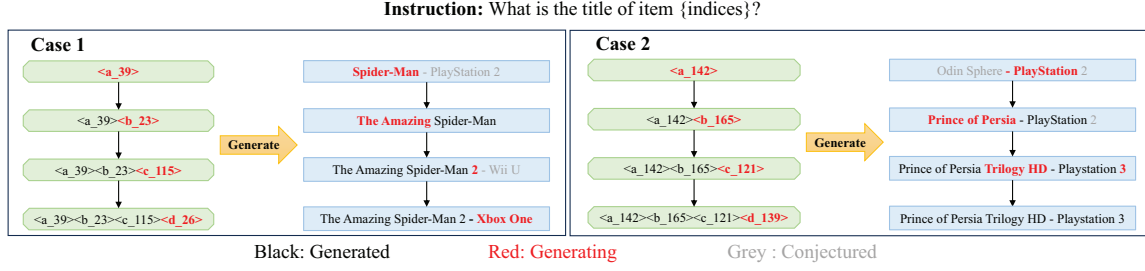 Instruction: What is the title of item {indices}?
Case 1
<a_39>
<a_39><b_23>
<a_39><b_23><c_115>
<a_39><b_23><c_115><d_26>
Generate
Spider-Man - PlayStation 2
The Amazing Spider-Man
The Amazing Spider-Man 2 - Wii U
The Amazing Spider-Man 2 - Xbox One
Case 2
<a_142>
<a_142><b_165>
<a_142><b_165><c_121>
<a_142><b_165><c_121><d_139>
Generate
Odin Sphere - PlayStation 2
Prince of Persia - PlayStation 2
Prince of Persia Trilogy HD - Playstation 3
Prince of Persia Trilogy HD - Playstation 3
Black: Generated Red: Generating Grey : Conjectured